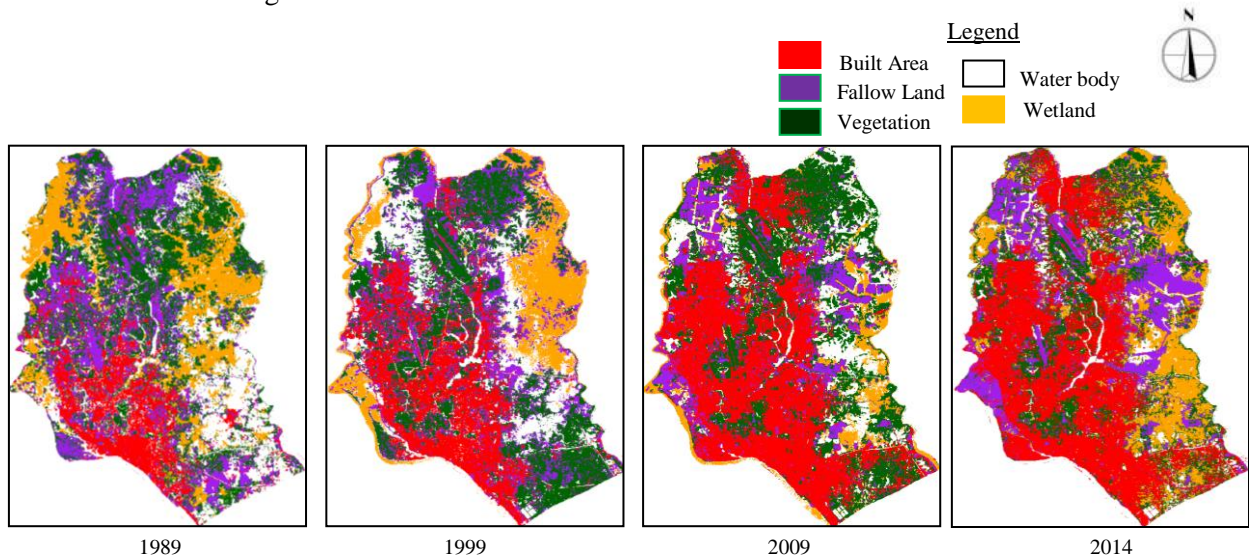 N
Legend
Built Area
Water body
Fallow Land
Wetland
Vegetation
1989
1999
2009
2014